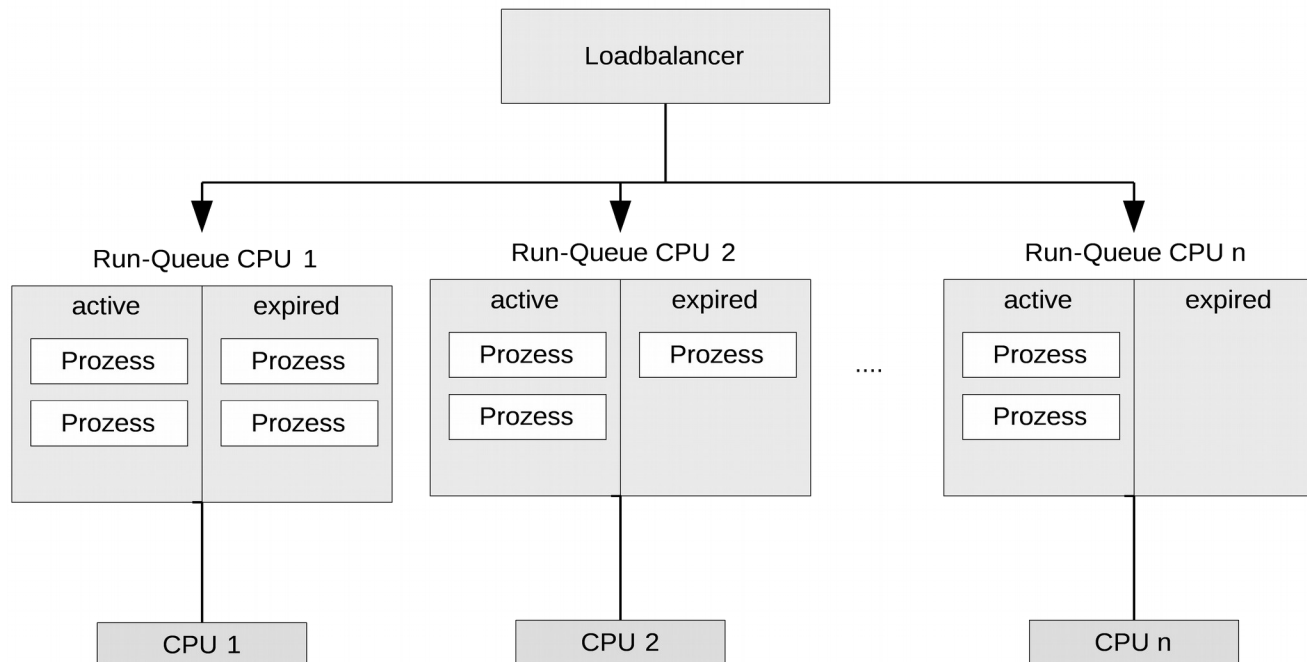 Loadbalancer
Run-Queue CPU 1
active expired
Prozess Prozess
Prozess Prozess
CPU 1
Run-Queue CPU 2
active expired
Prozess Prozess
Prozess
CPU 2
....
Run-Queue CPU n
active expired
Prozess
Prozess
CPU n